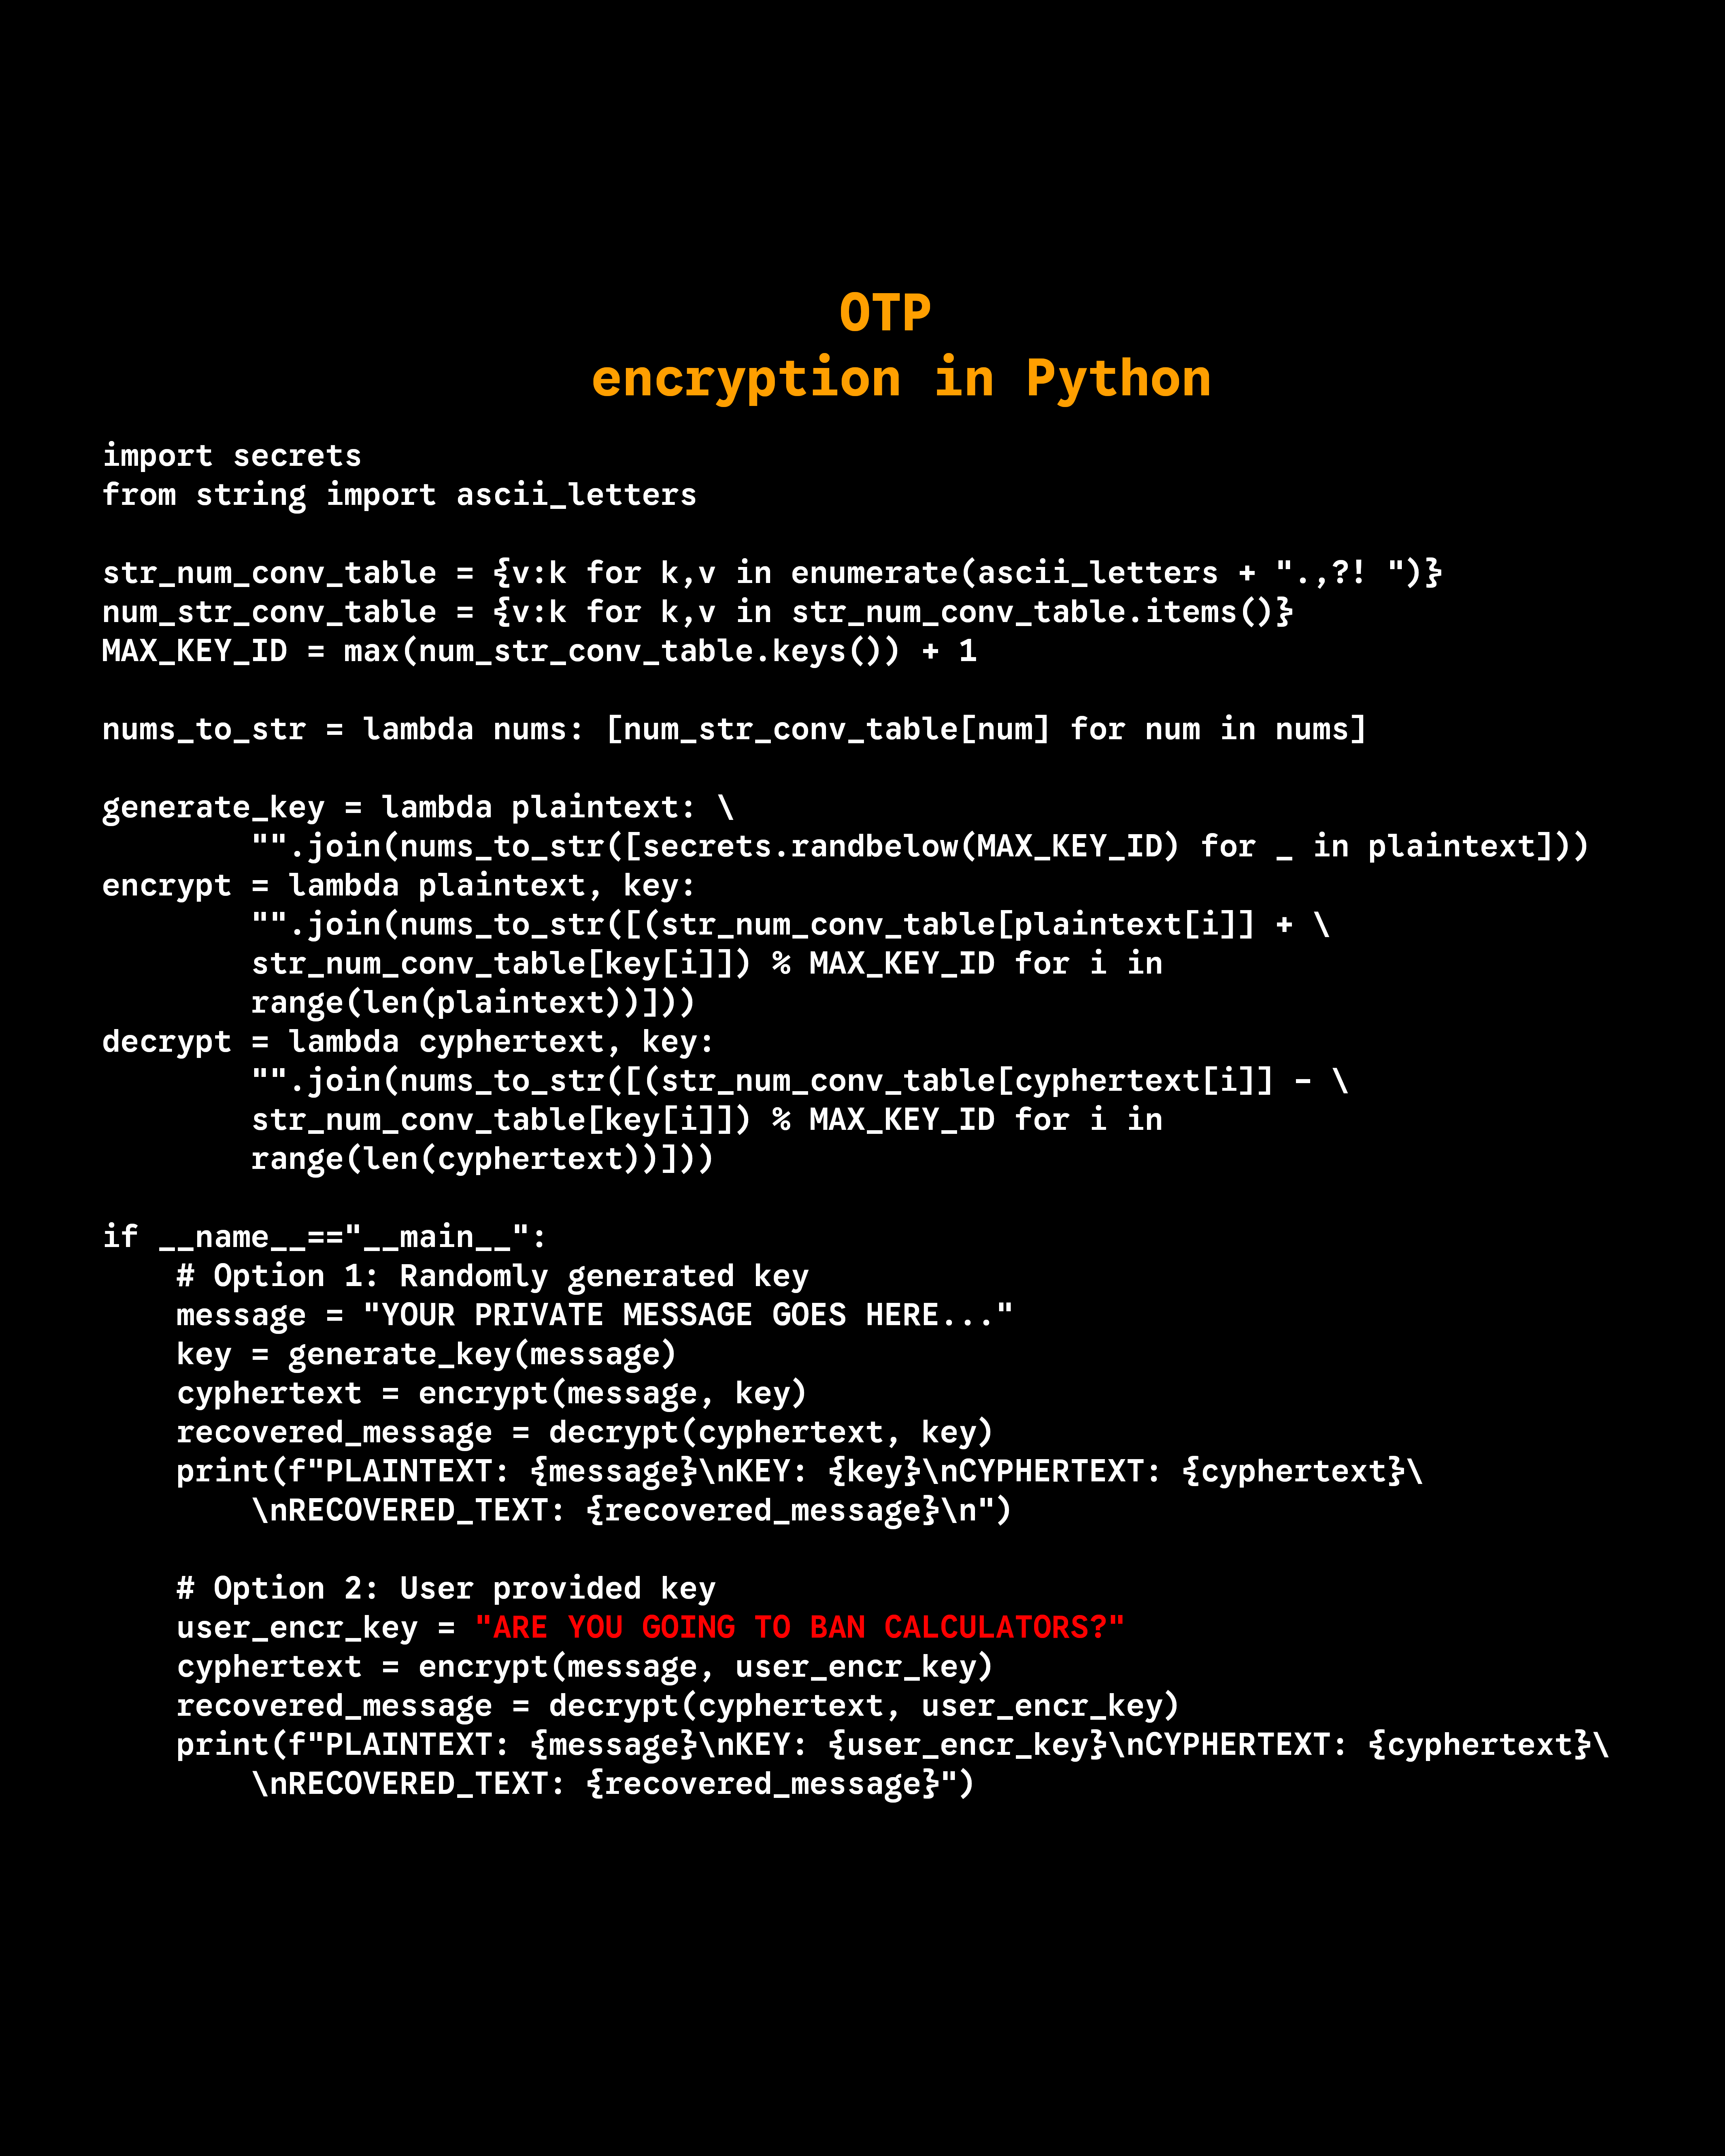 OTP
encryption in Python
import secrets
from string import ascii_letters
str_num_conv_table = {v:k for k,v in enumerate(ascii_letters + ".,?! ")}
num_str_conv_table = {v:k for k,v in str_num_conv_table.items()}
MAX_KEY_ID = max(num_str_conv_table.keys()) + 1
nums_to_str = lambda nums: [num_str_conv_table[num] for num in nums]
generate_key = lambda plaintext: \
        "".join(nums_to_str([secrets.randbelow(MAX_KEY_ID) for _ in plaintext]))
encrypt = lambda plaintext, key:
        "".join(nums_to_str([(str_num_conv_table[plaintext[i]] + \
        str_num_conv_table[key[i]]) % MAX_KEY_ID for i in
        range(len(plaintext))]))
decrypt = lambda cyphertext, key:
        "".join(nums_to_str([(str_num_conv_table[cyphertext[i]] - \
        str_num_conv_table[key[i]]) % MAX_KEY_ID for i in
        range(len(cyphertext))]))
if __name__=="__main__":
    # Option 1: Randomly generated key
    message = "YOUR PRIVATE MESSAGE GOES HERE..."
    key = generate_key(message)
    cyphertext = encrypt(message, key)
    recovered_message = decrypt(cyphertext, key)
    print(f"PLAINTEXT: {message}\nKEY: {key}\nCYPHERTEXT: {cyphertext}\
        \nRECOVERED_TEXT: {recovered_message}\n")
    # Option 2: User provided key
    user_encr_key = "ARE YOU GOING TO BAN CALCULATORS?"
    cyphertext = encrypt(message, user_encr_key)
    recovered_message = decrypt(cyphertext, user_encr_key)
    print(f"PLAINTEXT: {message}\nKEY: {user_encr_key}\nCYPHERTEXT: {cyphertext}\
        \nRECOVERED_TEXT: {recovered_message}")